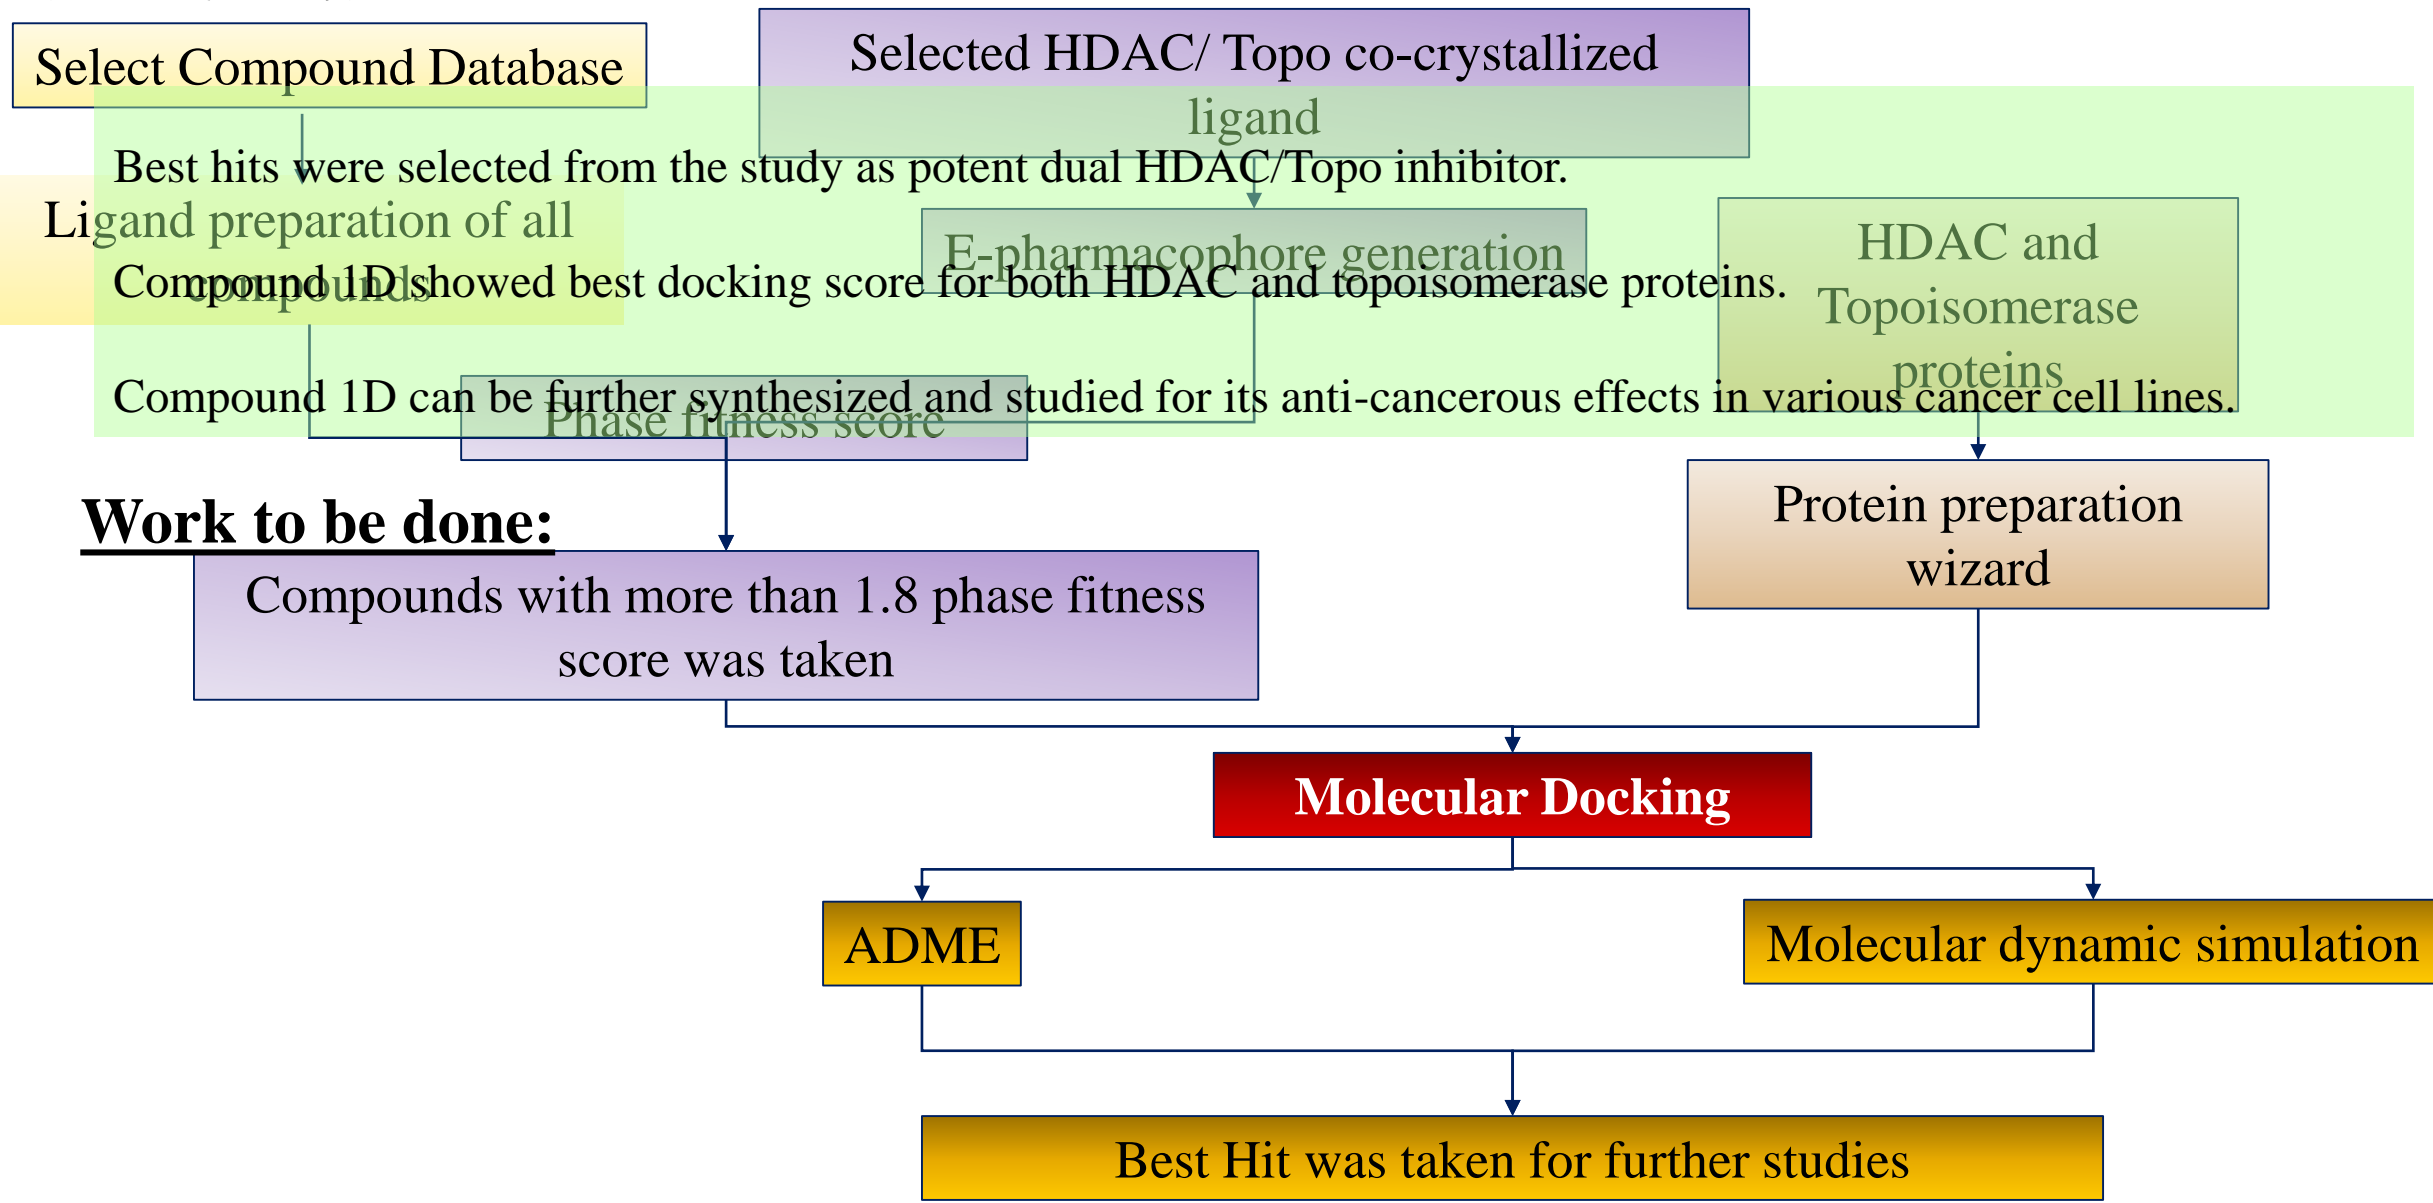 Select Compound Database
Selected HDAC/ Topo co-crystallized
ligand
Best hits were selected from the study as potent dual HDAC/Topo inhibitor.
Ligand preparation of all
compounds
E-pharmacophore generation
HDAC and
Topoisomerase
proteins
Compound 1D showed best docking score for both HDAC and topoisomerase proteins.
Compound 1D can be further synthesized and studied for its anti-cancerous effects in various cancer cell lines.
Phase fitness score
Work to be done:
Protein preparation
wizard
Compounds with more than 1.8 phase fitness
score was taken
Molecular Docking
ADME
Molecular dynamic simulation
Best Hit was taken for further studies